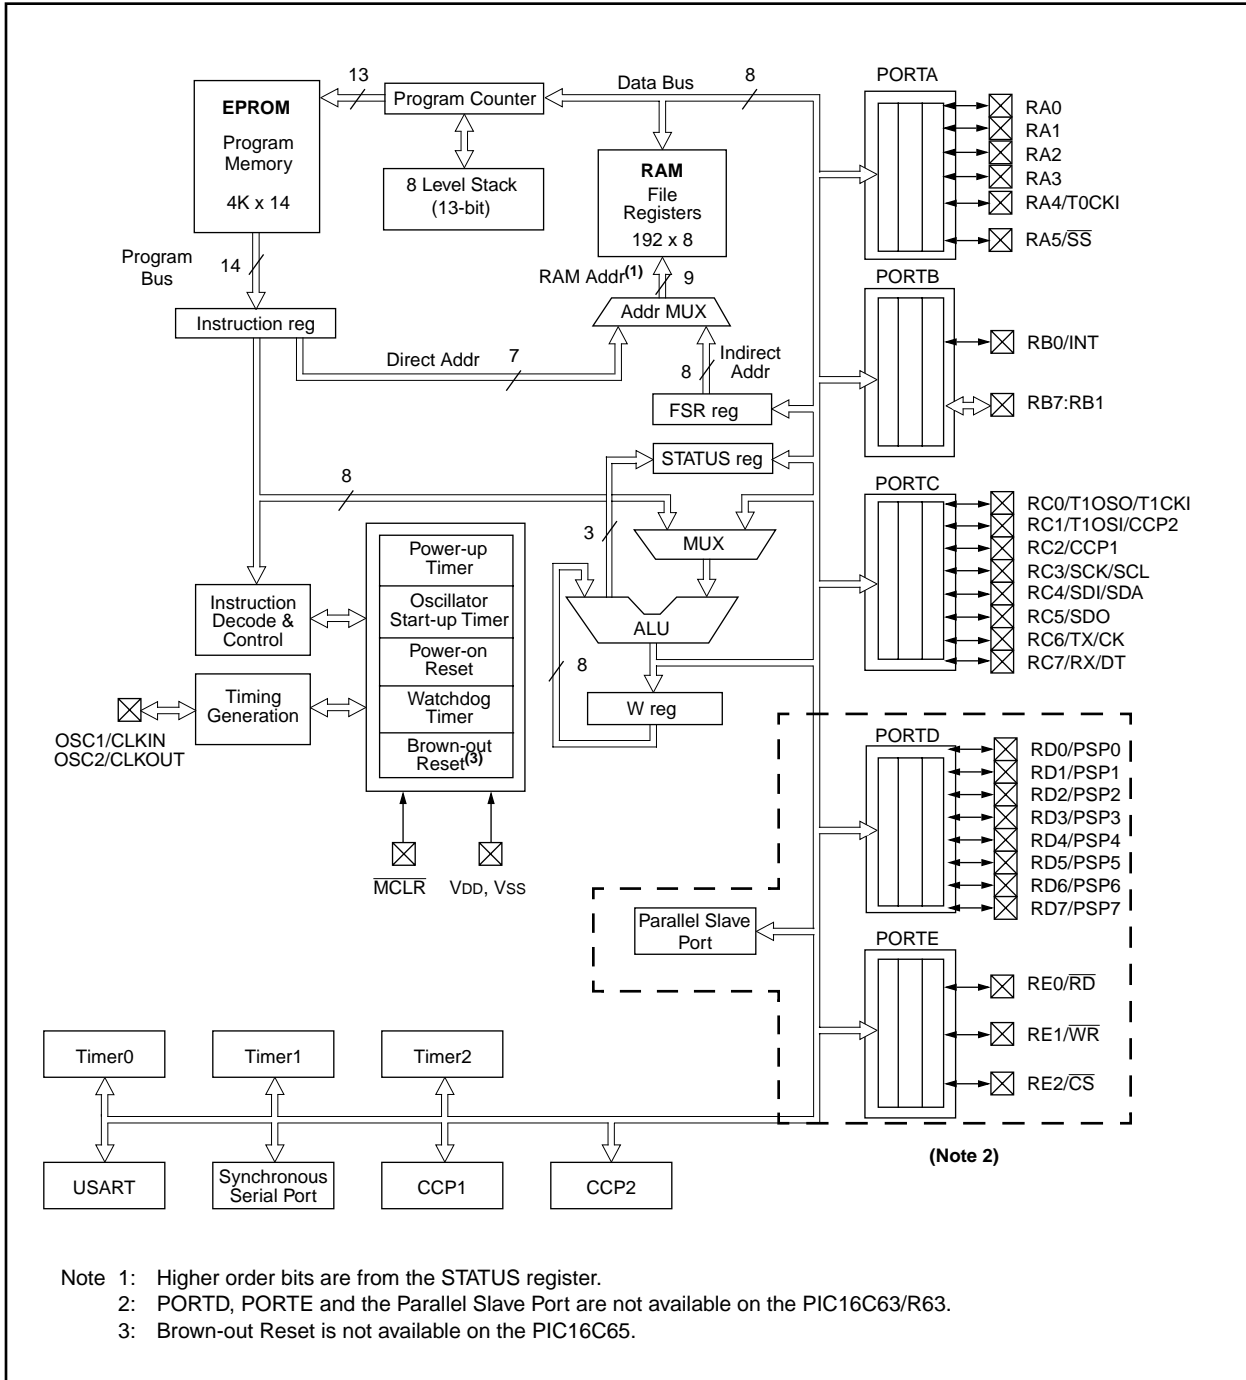 EPROM
Program
Memory
4K x 14
13
Program Counter
Data Bus
8
8 Level Stack
(13-bit)
RAM
File
Registers
192 x 8
Program
Bus
14
RAM Addr(1)
9
Addr MUX
Instruction reg
Direct Addr
7
8
Indirect
Addr
FSR reg
STATUS reg
8
3
MUX
ALU
8
W reg
Power-up
Timer
Oscillator
Start-up Timer
Power-on
Reset
Watchdog
Timer
Brown-out
Reset(3)
Instruction
Decode &
Control
Timing
Generation
OSC1/CLKIN
OSC2/CLKOUT
MCLR
VDD, VSS
PORTA
RA0
RA1
RA2
RA3
RA4/T0CKI
RA5/SS
PORTB
RB0/INT
RB7:RB1
PORTC
RC0/T1OSO/T1CKI
RC1/T1OSI/CCP2
RC2/CCP1
RC3/SCK/SCL
RC4/SDI/SDA
RC5/SDO
RC6/TX/CK
RC7/RX/DT
PORTD
RD0/PSP0
RD1/PSP1
RD2/PSP2
RD3/PSP3
RD4/PSP4
RD5/PSP5
RD6/PSP6
RD7/PSP7
Parallel Slave
Port
PORTE
RE0/RD
RE1/WR
RE2/CS
(Note 2)
Timer0
Timer1
Timer2
USART
Synchronous
Serial Port
CCP1
CCP2
Note 1: Higher order bits are from the STATUS register.
2: PORTD, PORTE and the Parallel Slave Port are not available on the PIC16C63/R63.
3: Brown-out Reset is not available on the PIC16C65.